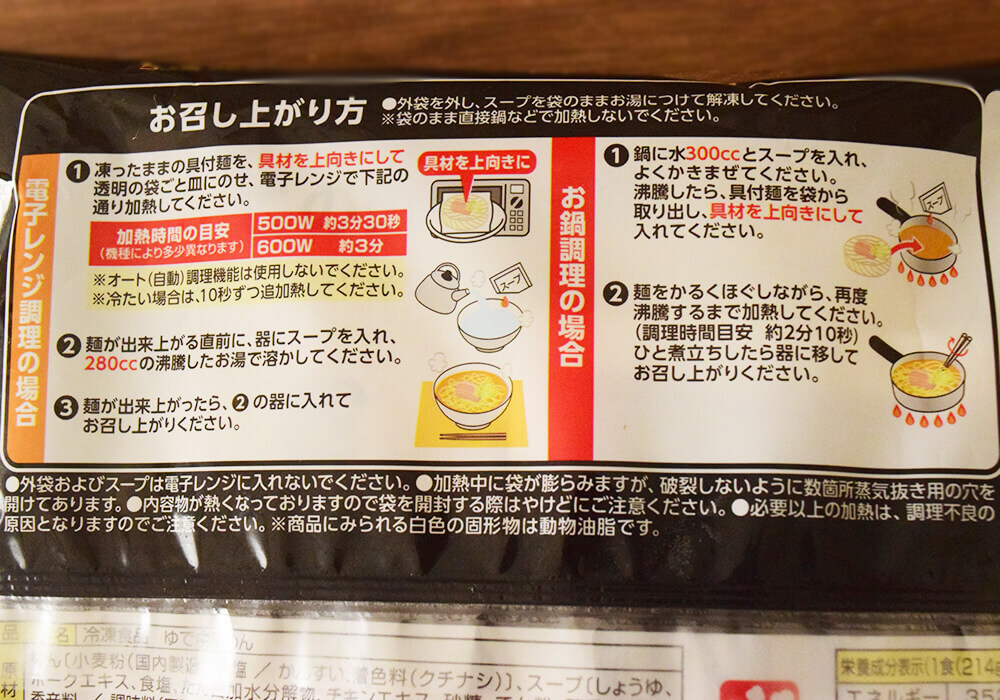 お召し上がり方
●外袋を外し、スープを袋のままお湯につけて解凍してください。
※袋のまま直接鍋などで加熱しないでください。
電子レンジ調理の場合
❶凍ったままの具付麺を、具材を上向きにして
透明の袋ごと皿にのせ、電子レンジで下記の
通り加熱してください。
加熱時間の目安
(機種により多少異なります)
500W 約3分30秒
600W 約3分
※オート(自動)調理機能は使用しないでください。
※冷たい場合は、10秒ずつ追加熱してください。
具材を上向きに
スープ
❷麺が出来上がる直前に、器にスープを入れ、
280ccの沸騰したお湯で溶かしてください。
❸麺が出来上がったら、❷の器に入れて
お召し上がりください。
お鍋調理の場合
❶鍋に水300ccとスープを入れ、
よくかきまぜてください。
沸騰したら、具付麺を袋から
取り出し、具材を上向きにして
入れてください。
スープ
❷麺をかるくほぐしながら、再度
沸騰するまで加熱してください。
(調理時間目安 約2分10秒)
ひと煮立ちしたら器に移して
お召し上がりください。
●外袋およびスープは電子レンジに入れないでください。●加熱中に袋が膨らみますが、破裂しないように数箇所蒸気抜き用の穴を
開けてあります。●内容物が熱くなっておりますので袋を開封する際はやけどにご注意ください。●必要以上の加熱は、調理不良の
原因となりますのでご注意ください。※商品にみられる白色の固形物は動物油脂です。
品 名 冷凍食品 ゆで
(小麦粉(国内製造 塩 / かんすい、着色料(クチナシ))、スープ(しょうゆ、
ポークエキス、食塩、 加水分解物、チキンエキス、砂糖
栄養成分表示(1食(214